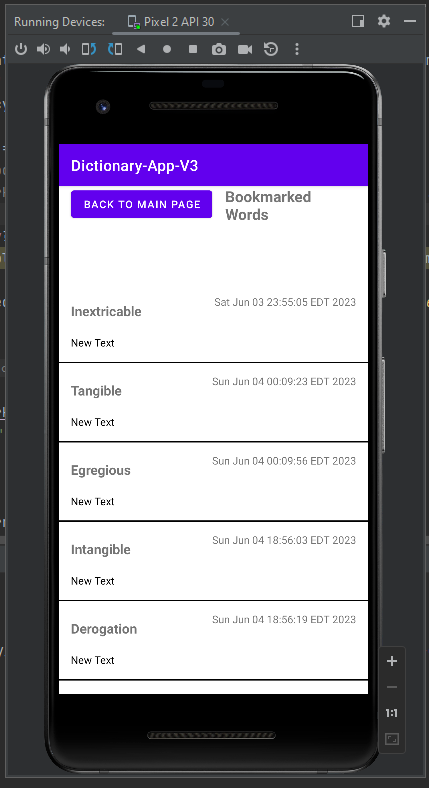 Running Devices: Pixel 2 API 30
Dictionary-App-V3
BACK TO MAIN PAGE
Bookmarked
Words
Sat Jun 03 23:55:05 EDT 2023
Inextricable
New Text
Sun Jun 04 00:09:23 EDT 2023
Tangible
New Text
Sun Jun 04 00:09:56 EDT 2023
Egregious
New Text
Sun Jun 04 18:56:03 EDT 2023
Intangible
New Text
Sun Jun 04 18:56:19 EDT 2023
Derogation
New Text
1:1